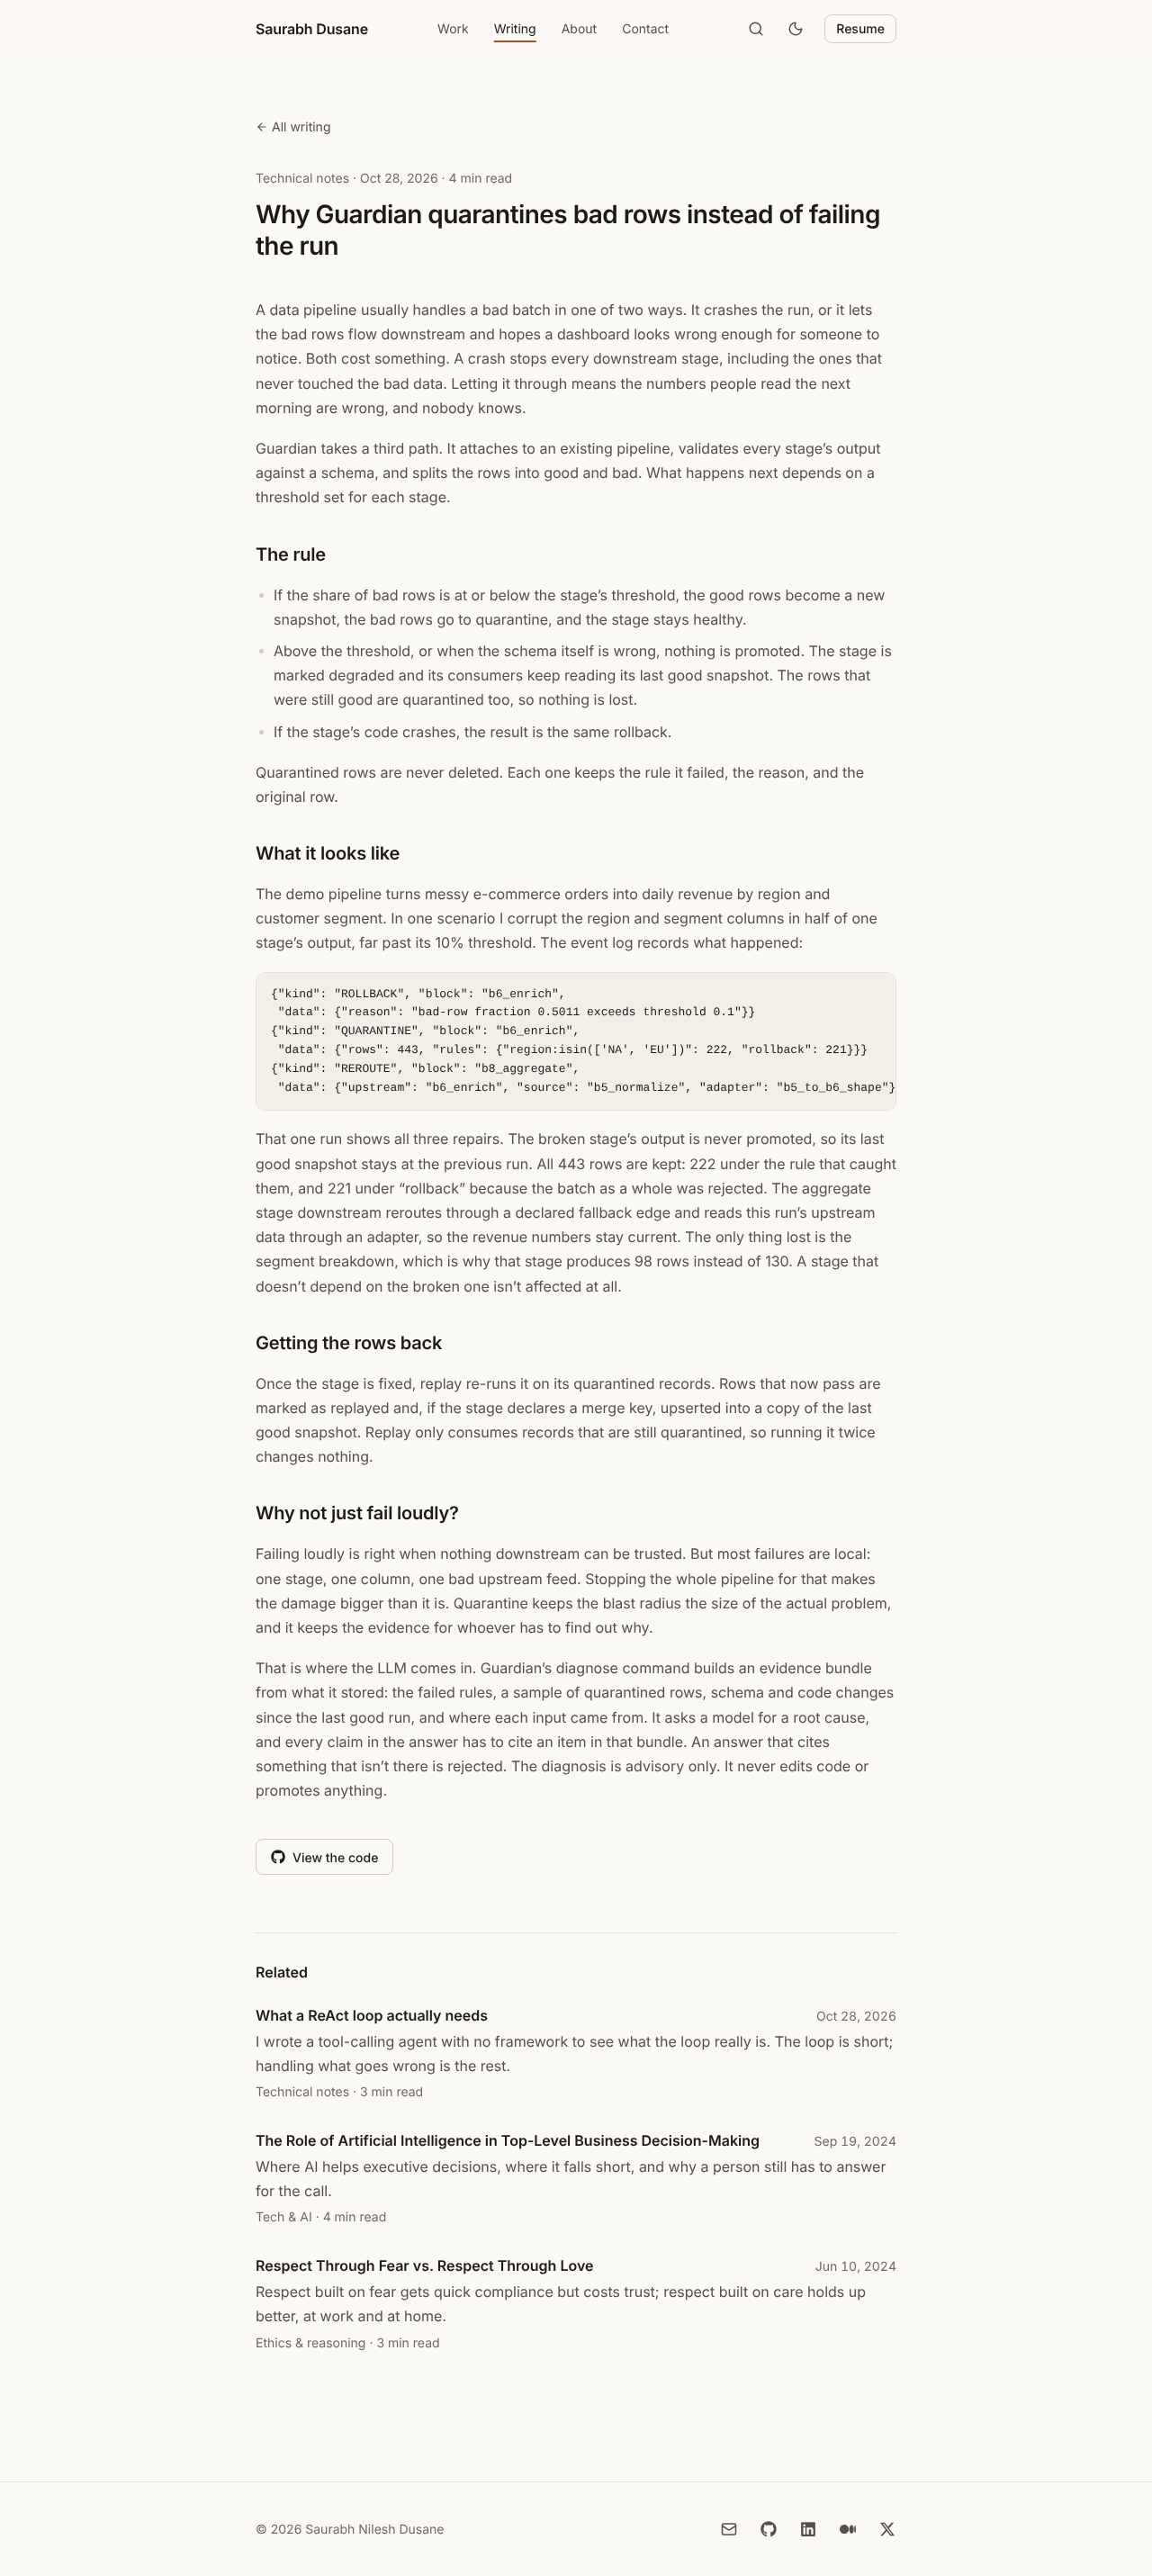 Saurabh Dusane
Work
Writing
About
Contact
Resume
← All writing
Technical notes · Oct 28, 2026 · 4 min read
Why Guardian quarantines bad rows instead of failing
the run
A data pipeline usually handles a bad batch in one of two ways. It crashes the run, or it lets
the bad rows flow downstream and hopes a dashboard looks wrong enough for someone to
notice. Both cost something. A crash stops every downstream stage, including the ones that
never touched the bad data. Letting it through means the numbers people read the next
morning are wrong, and nobody knows.
Guardian takes a third path. It attaches to an existing pipeline, validates every stage’s output
against a schema, and splits the rows into good and bad. What happens next depends on a
threshold set for each stage.
The rule
• If the share of bad rows is at or below the stage’s threshold, the good rows become a new
snapshot, the bad rows go to quarantine, and the stage stays healthy.
• Above the threshold, or when the schema itself is wrong, nothing is promoted. The stage is
marked degraded and its consumers keep reading its last good snapshot. The rows that
were still good are quarantined too, so nothing is lost.
• If the stage’s code crashes, the result is the same rollback.
Quarantined rows are never deleted. Each one keeps the rule it failed, the reason, and the
original row.
What it looks like
The demo pipeline turns messy e-commerce orders into daily revenue by region and
customer segment. In one scenario I corrupt the region and segment columns in half of one
stage’s output, far past its 10% threshold. The event log records what happened:
{"kind": "ROLLBACK", "block": "b6_enrich",
 "data": {"reason": "bad-row fraction 0.5011 exceeds threshold 0.1"}}
{"kind": "QUARANTINE", "block": "b6_enrich",
 "data": {"rows": 443, "rules": {"region:isin(['NA', 'EU'])": 222, "rollback": 221}}}
{"kind": "REROUTE", "block": "b8_aggregate",
 "data": {"upstream": "b6_enrich", "source": "b5_normalize", "adapter": "b5_to_b6_shape"}
That one run shows all three repairs. The broken stage’s output is never promoted, so its last
good snapshot stays at the previous run. All 443 rows are kept: 222 under the rule that caught
them, and 221 under “rollback” because the batch as a whole was rejected. The aggregate
stage downstream reroutes through a declared fallback edge and reads this run’s upstream
data through an adapter, so the revenue numbers stay current. The only thing lost is the
segment breakdown, which is why that stage produces 98 rows instead of 130. A stage that
doesn’t depend on the broken one isn’t affected at all.
Getting the rows back
Once the stage is fixed, replay re-runs it on its quarantined records. Rows that now pass are
marked as replayed and, if the stage declares a merge key, upserted into a copy of the last
good snapshot. Replay only consumes records that are still quarantined, so running it twice
changes nothing.
Why not just fail loudly?
Failing loudly is right when nothing downstream can be trusted. But most failures are local:
one stage, one column, one bad upstream feed. Stopping the whole pipeline for that makes
the damage bigger than it is. Quarantine keeps the blast radius the size of the actual problem,
and it keeps the evidence for whoever has to find out why.
That is where the LLM comes in. Guardian’s diagnose command builds an evidence bundle
from what it stored: the failed rules, a sample of quarantined rows, schema and code changes
since the last good run, and where each input came from. It asks a model for a root cause,
and every claim in the answer has to cite an item in that bundle. An answer that cites
something that isn’t there is rejected. The diagnosis is advisory only. It never edits code or
promotes anything.
View the code
Related
What a ReAct loop actually needs
Oct 28, 2026
I wrote a tool-calling agent with no framework to see what the loop really is. The loop is short;
handling what goes wrong is the rest.
Technical notes · 3 min read
The Role of Artificial Intelligence in Top-Level Business Decision-Making
Sep 19, 2024
Where AI helps executive decisions, where it falls short, and why a person still has to answer
for the call.
Tech & AI · 4 min read
Respect Through Fear vs. Respect Through Love
Jun 10, 2024
Respect built on fear gets quick compliance but costs trust; respect built on care holds up
better, at work and at home.
Ethics & reasoning · 3 min read
© 2026 Saurabh Nilesh Dusane